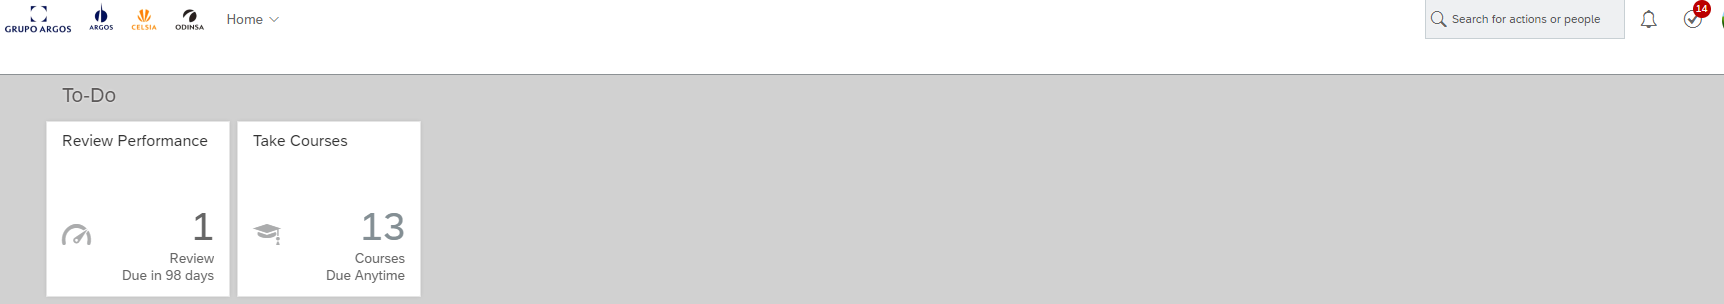 GRUPO ARGOS
ARGOS
CELSIA
ODINSA
Home
Search for actions or people
14
To-Do
Review Performance
1
Review
Due in 98 days
Take Courses
13
Courses
Due Anytime